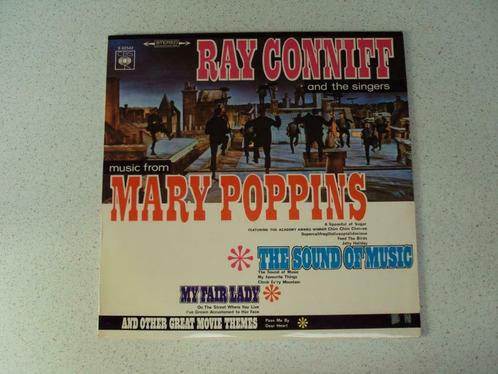 S 62542
STEREO
CBS
RAY CONNIFF
and the singers
music from
MARY POPPINS
A Spoonful of Sugar
FEATURING THE ACADEMY AWARD WINNER Chim Chim Cher-ee
Supercalifragilisticexpialidocious
Feed The Birds
Jolly Holiday
THE SOUND OF MUSIC
The Sound of Music
My Favourite Things
Climb Ev'ry Mountain
MY FAIR LADY
On The Street Where You Live
I've Grown Accustomed to Her Face
AND OTHER GREAT MOVIE THEMES
Pass Me By
Dear Heart